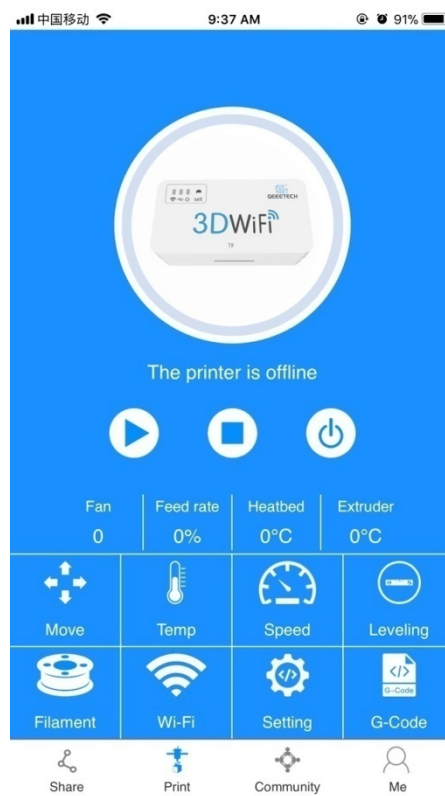 中国移动 9:37 AM 91%
GEEETECH
3DWiFi
TF
The printer is offline
Fan Feed rate Heatbed Extruder
0 0% 0°C 0°C
Move Temp Speed Leveling
G-Code
Filament Wi-Fi Setting G-Code
Share Print Community Me